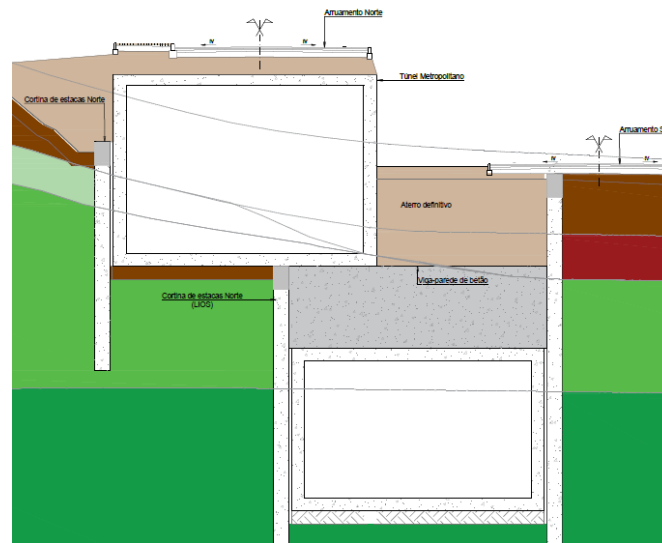 Arruamento Norte
Túnel Metropolitano
Cortina de estacas Norte
Arruamento S
Aterro definitivo
Viga-parede de betão
Cortina de estacas Norte
(LIOS)